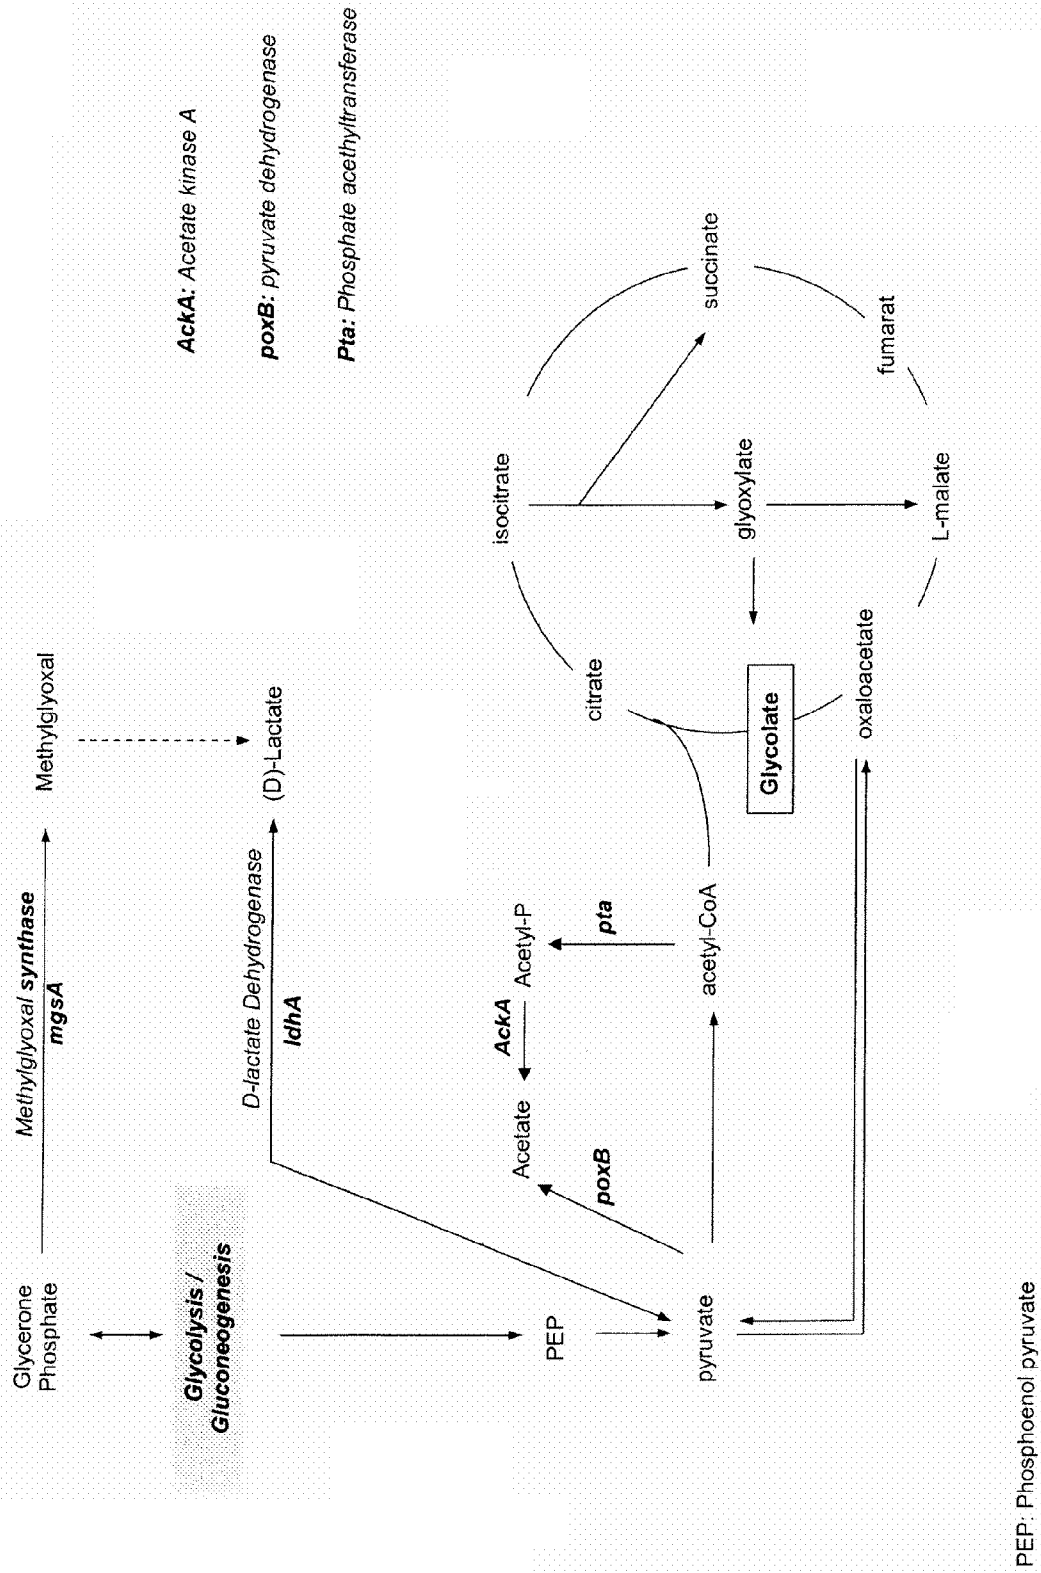 Glycerone
Phosphate
Methylglyoxal synthase
mgsA
Methylglyoxal
Glycolysis /
Gluconeogenesis
D-lactate Dehydrogenase
ldhA
(D)-Lactate
AckA: Acetate kinase A
poxB: pyruvate dehydrogenase
Pta: Phosphate acethyltransferase
PEP
Acetate
AckA
Acetyl-P
poxB
pta
pyruvate
acetyl-CoA
citrate
isocitrate
succinate
glyoxylate
Glycolate
fumarat
oxaloacetate
L-malate
PEP: Phosphoenol pyruvate